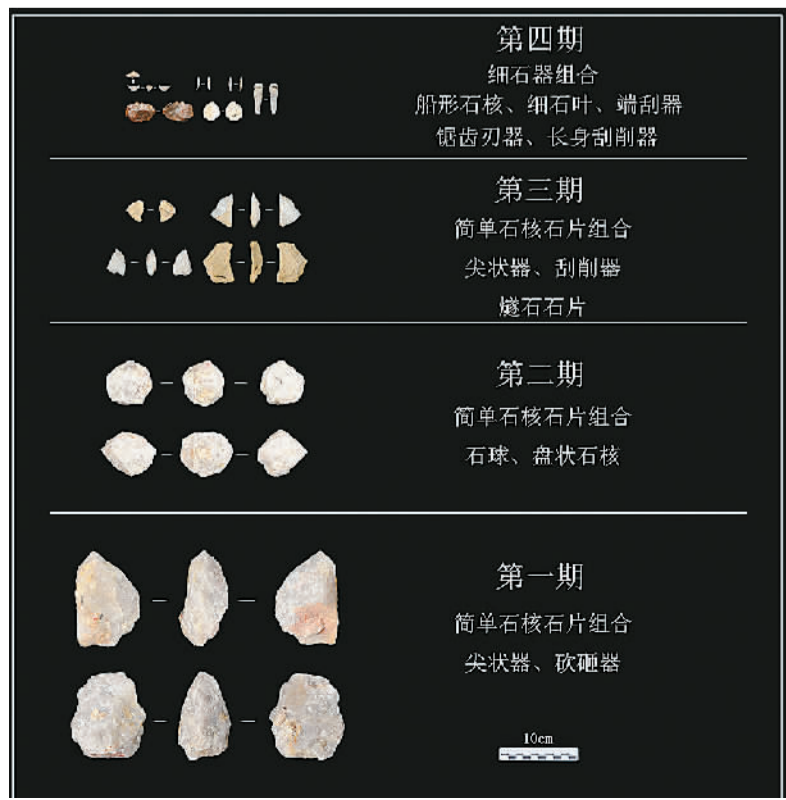 第四期
细石器组合
船形石核、细石叶、端刮器
锯齿刃器、长身刮削器
第三期
简单石核石片组合
尖状器、刮削器
燧石石片
第二期
简单石核石片组合
石球、盘状石核
第一期
简单石核石片组合
尖状器、砍砸器
10cm